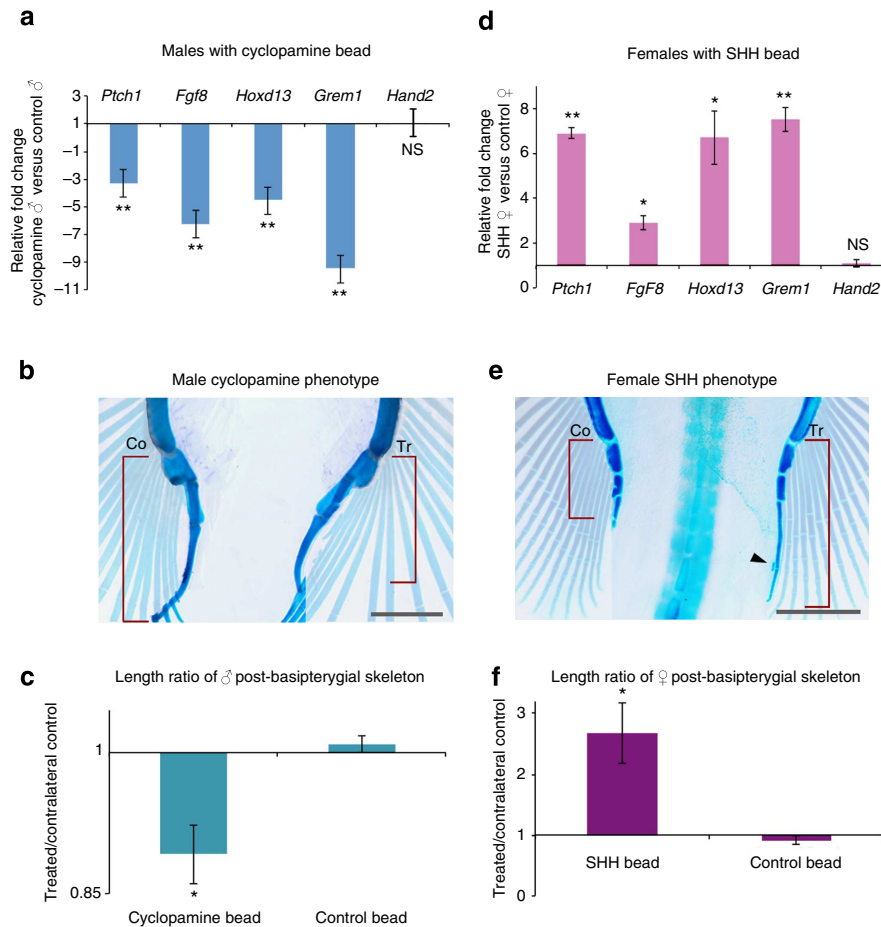 a
Males with cyclopamine bead
Relative fold change
cyclopamine ♂ versus control ♂
3
1
−1
−3
−5
−7
−9
−11
Ptch1 Fgf8 Hoxd13 Grem1 Hand2
** ** ** ** NS
b
Male cyclopamine phenotype
Co
Tr
c
Length ratio of ♂ post-basipterygial skeleton
Treated/contralateral control
1
0.85
*
Cyclopamine bead Control bead
d
Females with SHH bead
Relative fold change
SHH ♀ versus control ♀
8
6
4
2
0
** * * ** NS
Ptch1 FgF8 Hoxd13 Grem1 Hand2
e
Female SHH phenotype
Co
Tr
f
Length ratio of ♀ post-basipterygial skeleton
Treated/contralateral control
3
2
1
0
*
SHH bead Control bead